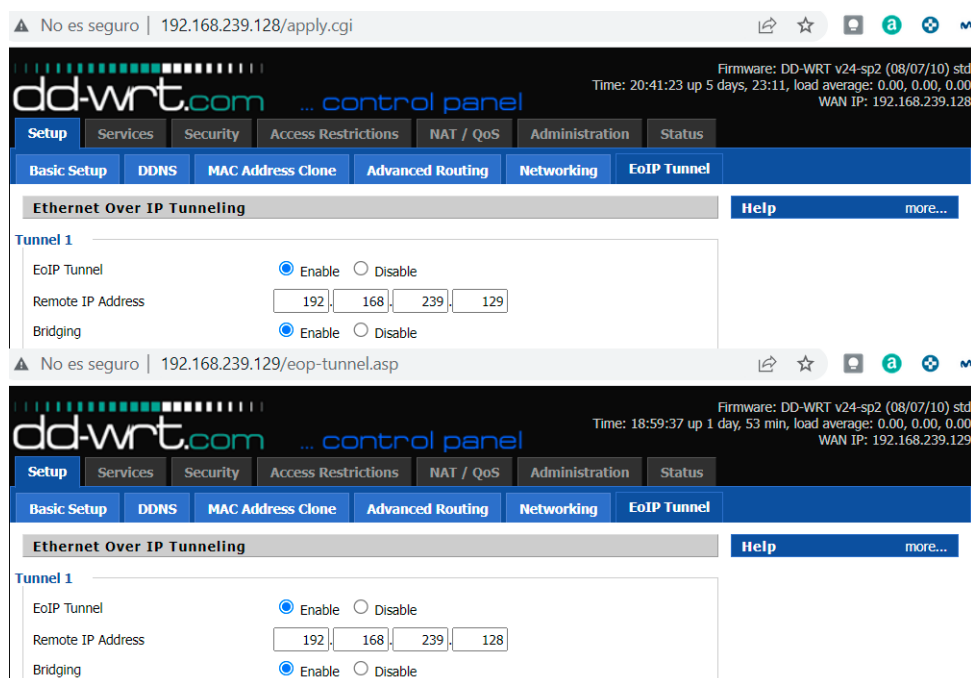 No es seguro | 192.168.239.128/apply.cgi
Firmware: DD-WRT v24-sp2 (08/07/10) std
Time: 20:41:23 up 5 days, 23:11, load average: 0.00, 0.00, 0.00
WAN IP: 192.168.239.128
dd-wrt.com ... control panel
Setup Services Security Access Restrictions NAT / QoS Administration Status
Basic Setup DDNS MAC Address Clone Advanced Routing Networking EoIP Tunnel
Ethernet Over IP Tunneling Help more...
Tunnel 1
EoIP Tunnel Enable Disable
Remote IP Address 192. 168. 239. 129
Bridging Enable Disable
No es seguro | 192.168.239.129/eop-tunnel.asp
Firmware: DD-WRT v24-sp2 (08/07/10) std
Time: 18:59:37 up 1 day, 53 min, load average: 0.00, 0.00, 0.00
WAN IP: 192.168.239.129
dd-wrt.com ... control panel
Setup Services Security Access Restrictions NAT / QoS Administration Status
Basic Setup DDNS MAC Address Clone Advanced Routing Networking EoIP Tunnel
Ethernet Over IP Tunneling Help more...
Tunnel 1
EoIP Tunnel Enable Disable
Remote IP Address 192. 168. 239. 128
Bridging Enable Disable